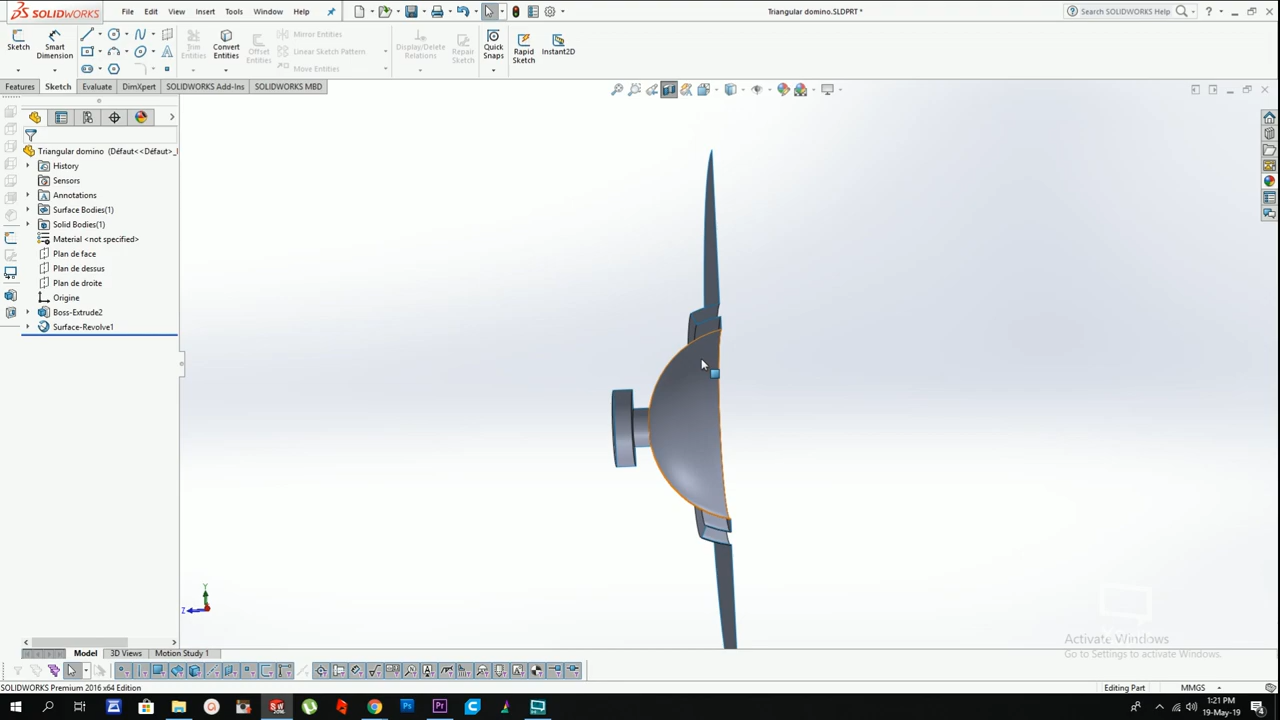 SOLIDWORKS
File Edit View Insert Tools Window Help
Triangular domino.SLDPRT *
Search SOLIDWORKS Help
Sketch
Smart Dimension
Trim Entities
Convert Entities
Offset Entities
Mirror Entities
Linear Sketch Pattern
Move Entities
Display/Delete Relations
Repair Sketch
Quick Snaps
Rapid Sketch
Instant2D
Features Sketch Evaluate DimXpert SOLIDWORKS Add-Ins SOLIDWORKS MBD
Triangular domino (Défaut<<Défaut>_
History
Sensors
Annotations
Surface Bodies(1)
Solid Bodies(1)
Material <not specified>
Plan de face
Plan de dessus
Plan de droite
Origine
Boss-Extrude2
Surface-Revolve1
Y
Z
Activate Windows
Go to Settings to activate Windows.
Model 3D Views Motion Study 1
SOLIDWORKS Premium 2016 x64 Edition
Editing Part MMGS
1:21 PM
19-May-19